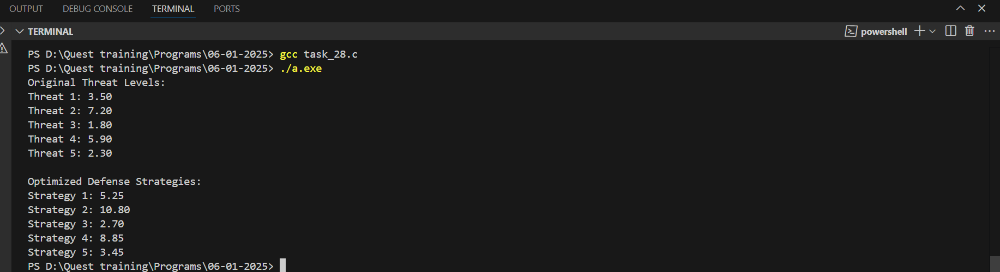 OUTPUT DEBUG CONSOLE TERMINAL PORTS
TERMINAL
powershell
PS D:\Quest training\Programs\06-01-2025> gcc task_28.c
PS D:\Quest training\Programs\06-01-2025> ./a.exe
Original Threat Levels:
Threat 1: 3.50
Threat 2: 7.20
Threat 3: 1.80
Threat 4: 5.90
Threat 5: 2.30
Optimized Defense Strategies:
Strategy 1: 5.25
Strategy 2: 10.80
Strategy 3: 2.70
Strategy 4: 8.85
Strategy 5: 3.45
PS D:\Quest training\Programs\06-01-2025>